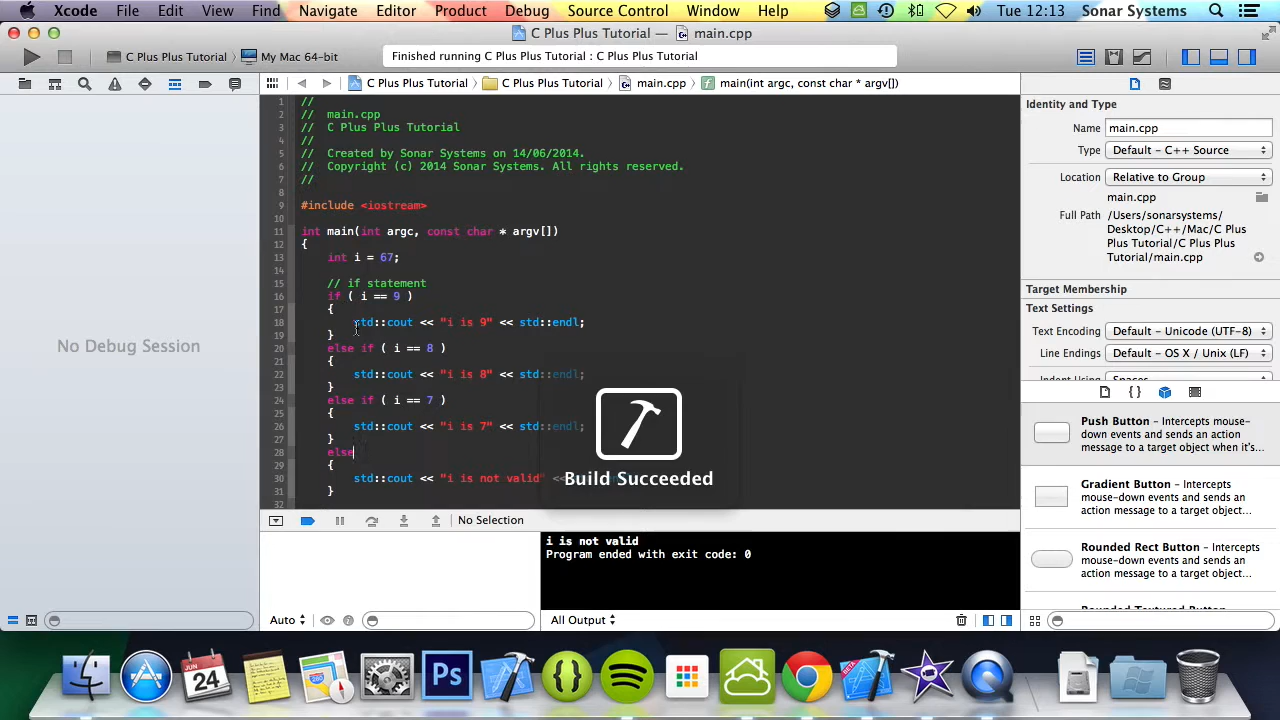 Xcode File Edit View Find Navigate Editor Product Debug Source Control Window Help Tue 12:13 Sonar Systems
C Plus Plus Tutorial — main.cpp
C Plus Plus Tutorial My Mac 64-bit Finished running C Plus Plus Tutorial : C Plus Plus Tutorial
C Plus Plus Tutorial C Plus Plus Tutorial main.cpp main(int argc, const char * argv[])
No Debug Session
1 //
2 // main.cpp
3 // C Plus Plus Tutorial
4 //
5 // Created by Sonar Systems on 14/06/2014.
6 // Copyright (c) 2014 Sonar Systems. All rights reserved.
7 //
8
9 #include <iostream>
10
11 int main(int argc, const char * argv[])
12 {
13 int i = 67;
14
15 // if statement
16 if ( i == 9 )
17 {
18 std::cout << "i is 9" << std::endl;
19 }
20 else if ( i == 8 )
21 {
22 std::cout << "i is 8" << std::endl;
23 }
24 else if ( i == 7 )
25 {
26 std::cout << "i is 7" << std::endl;
27 }
28 else
29 {
30 std::cout << "i is not valid" <<
31 }
32
Build Succeeded
No Selection
i is not valid
Program ended with exit code: 0
Auto
All Output
Identity and Type
Name main.cpp
Type Default - C++ Source
Location Relative to Group
main.cpp
Full Path /Users/sonarsystems/
Desktop/C++/Mac/C Plus
Plus Tutorial/C Plus Plus
Tutorial/main.cpp
Target Membership
Text Settings
Text Encoding Default - Unicode (UTF-8)
Line Endings Default - OS X / Unix (LF)
Indent Using Spaces
{ }
Push Button - Intercepts
mouse-down events and sends an
action message to a target object when it's...
Gradient Button - Intercepts
mouse-down events and sends an
action message to a target object...
Rounded Rect Button - Intercepts
mouse-down events and sends an
action message to a target object...
Rounded Textured Button
JUN
24
280
Ps
{}